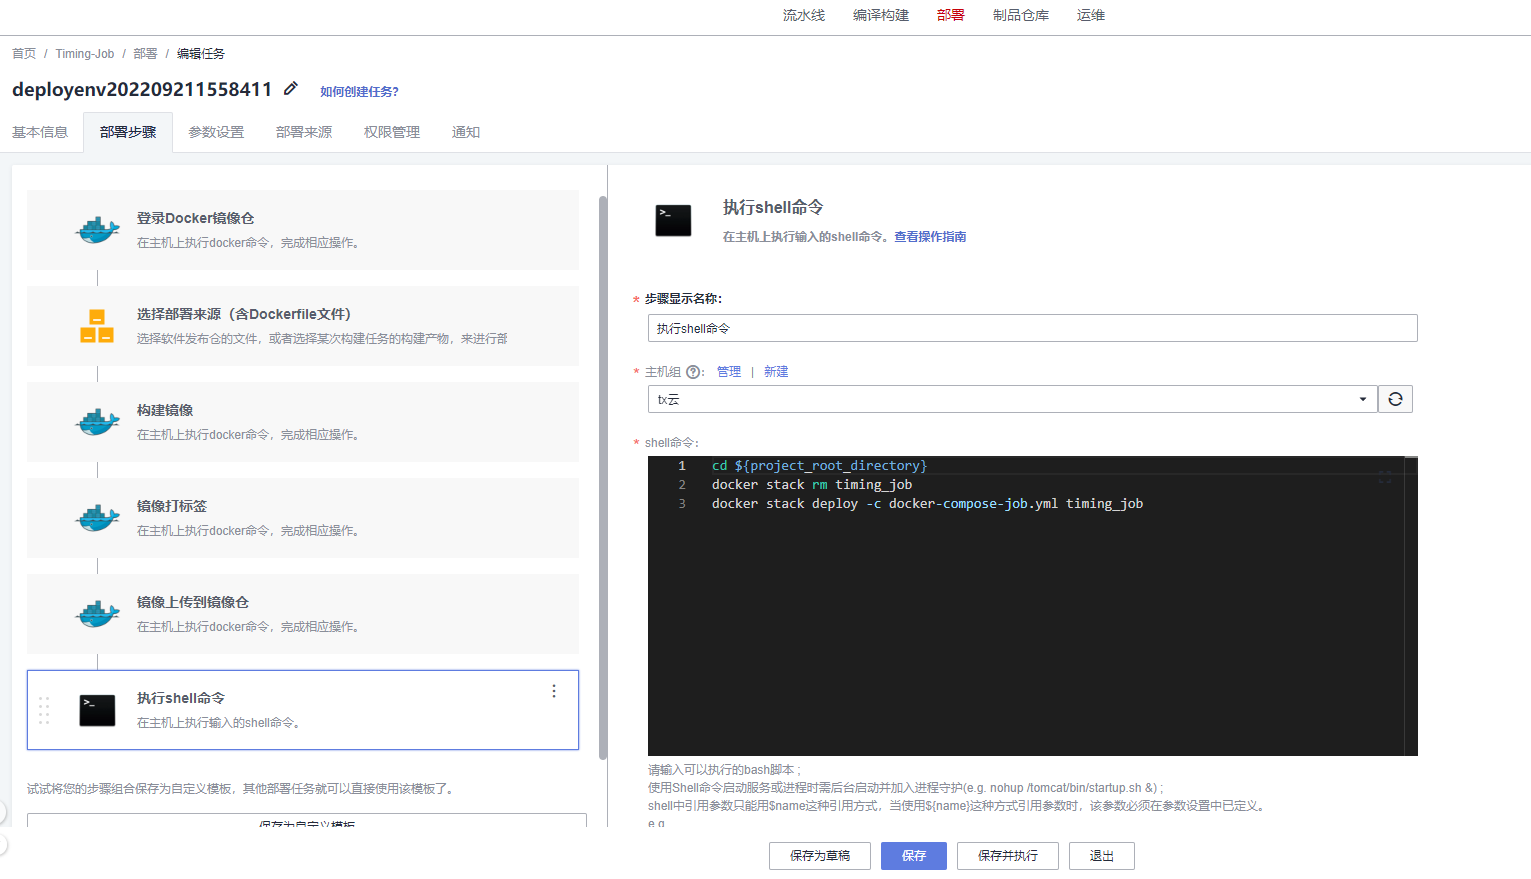 流水线 编译构建 部署 制品仓库 运维
首页 / Timing-Job / 部署 / 编辑任务
deployenv202209211558411 如何创建任务?
基本信息 部署步骤 参数设置 部署来源 权限管理 通知
登录Docker镜像仓
在主机上执行docker命令，完成相应操作。
选择部署来源（含Dockerfile文件）
选择软件发布仓的文件，或者选择某次构建任务的构建产物，来进行部
构建镜像
在主机上执行docker命令，完成相应操作。
镜像打标签
在主机上执行docker命令，完成相应操作。
镜像上传到镜像仓
在主机上执行docker命令，完成相应操作。
执行shell命令
在主机上执行输入的shell命令。
试试将您的步骤组合保存为自定义模板，其他部署任务就可以直接使用该模板了。
保存为自定义模板
执行shell命令
在主机上执行输入的shell命令。查看操作指南
* 步骤显示名称:
执行shell命令
* 主机组 ? : 管理 | 新建
tx云
* shell命令:
1 cd ${project_root_directory}
2 docker stack rm timing_job
3 docker stack deploy -c docker-compose-job.yml timing_job
请输入可以执行的bash脚本 ;
使用Shell命令启动服务或进程时需后台启动并加入进程守护(e.g. nohup /tomcat/bin/startup.sh &) ;
shell中引用参数只能用$name这种引用方式，当使用${name}这种方式引用参数时，该参数必须在参数设置中已定义。
e.g.
保存为草稿 保存 保存并执行 退出